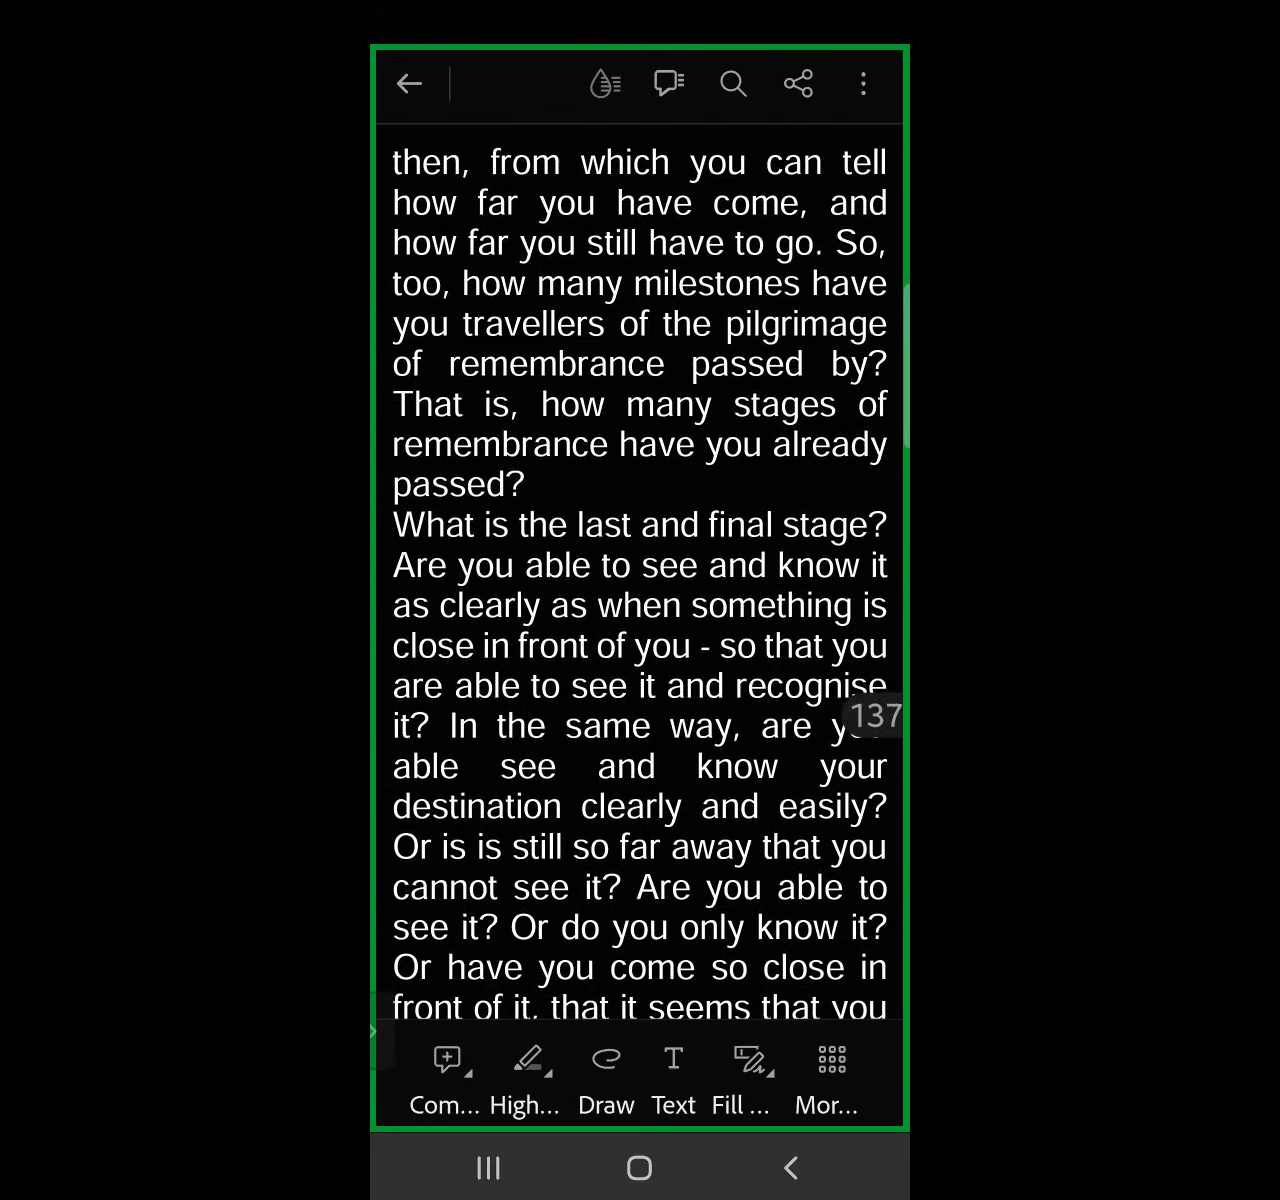 then, from which you can tell
how far you have come, and
how far you still have to go. So,
too, how many milestones have
you travellers of the pilgrimage
of remembrance passed by?
That is, how many stages of
remembrance have you already
passed?
What is the last and final stage?
Are you able to see and know it
as clearly as when something is
close in front of you - so that you
are able to see it and recognise
it? In the same way, are
137
able see and know your
destination clearly and easily?
Or is is still so far away that you
cannot see it? Are you able to
see it? Or do you only know it?
Or have you come so close in
front of it, that it seems that you
Com... High... Draw Text Fill ... Mor...